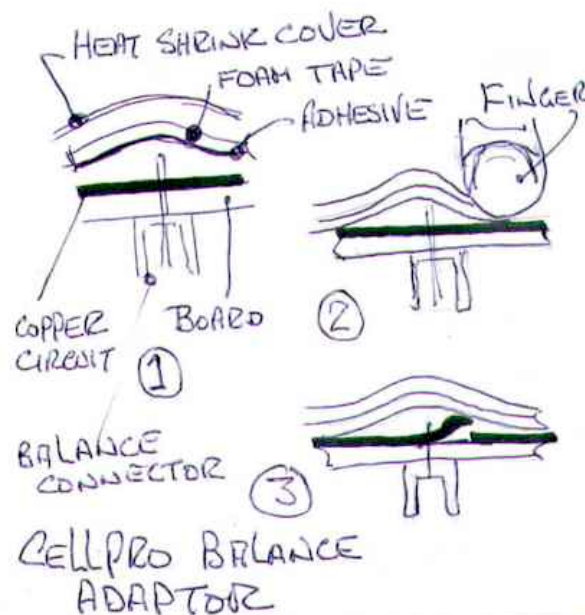 HEAT SHRINK COVER
FOAM TAPE
ADHESIVE
FINGER
COPPER
CIRCUIT
BOARD
1
2
BALANCE
CONNECTOR
3
CELLPRO BALANCE
ADAPTOR